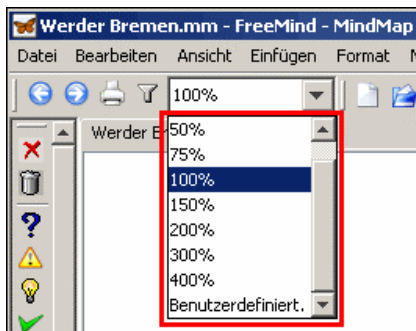 Werder Bremen.mm - FreeMind - MindMap
Datei Bearbeiten Ansicht Einfügen Format
100%
Werder
50%
75%
100%
150%
200%
300%
400%
Benutzerdefiniert.